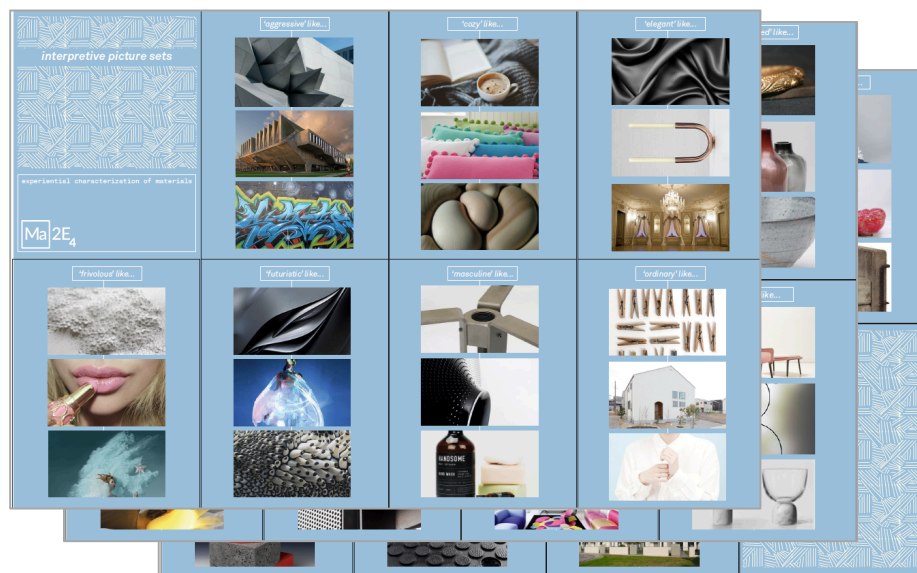 interpretive picture sets
experiential characterization of materials
Ma2E4
'aggressive' like...
'cozy' like...
'elegant' like...
'frivolous' like...
'futuristic' like...
'masculine' like...
'ordinary' like...
HANDSOME
like...